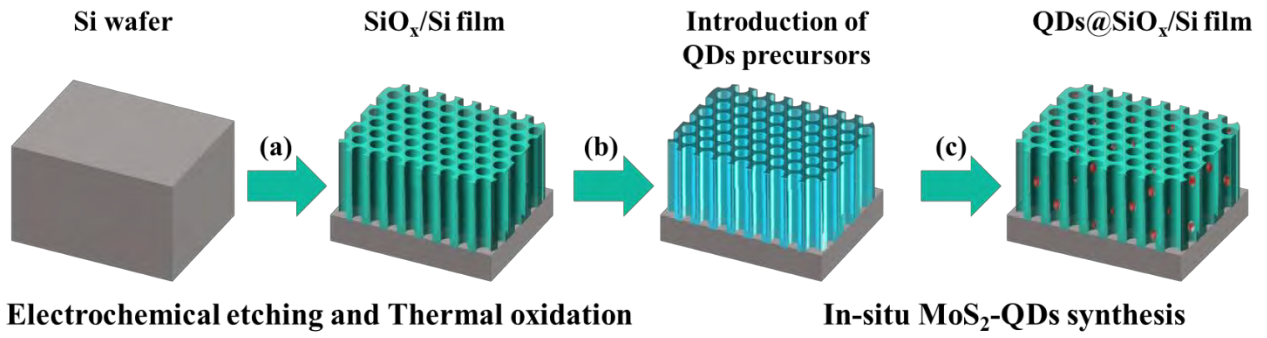 Si wafer
SiOₓ/Si film
Introduction of
QDs precursors
QDs@SiOₓ/Si film
(a)
(b)
(c)
Electrochemical etching and Thermal oxidation
In-situ MoS₂-QDs synthesis